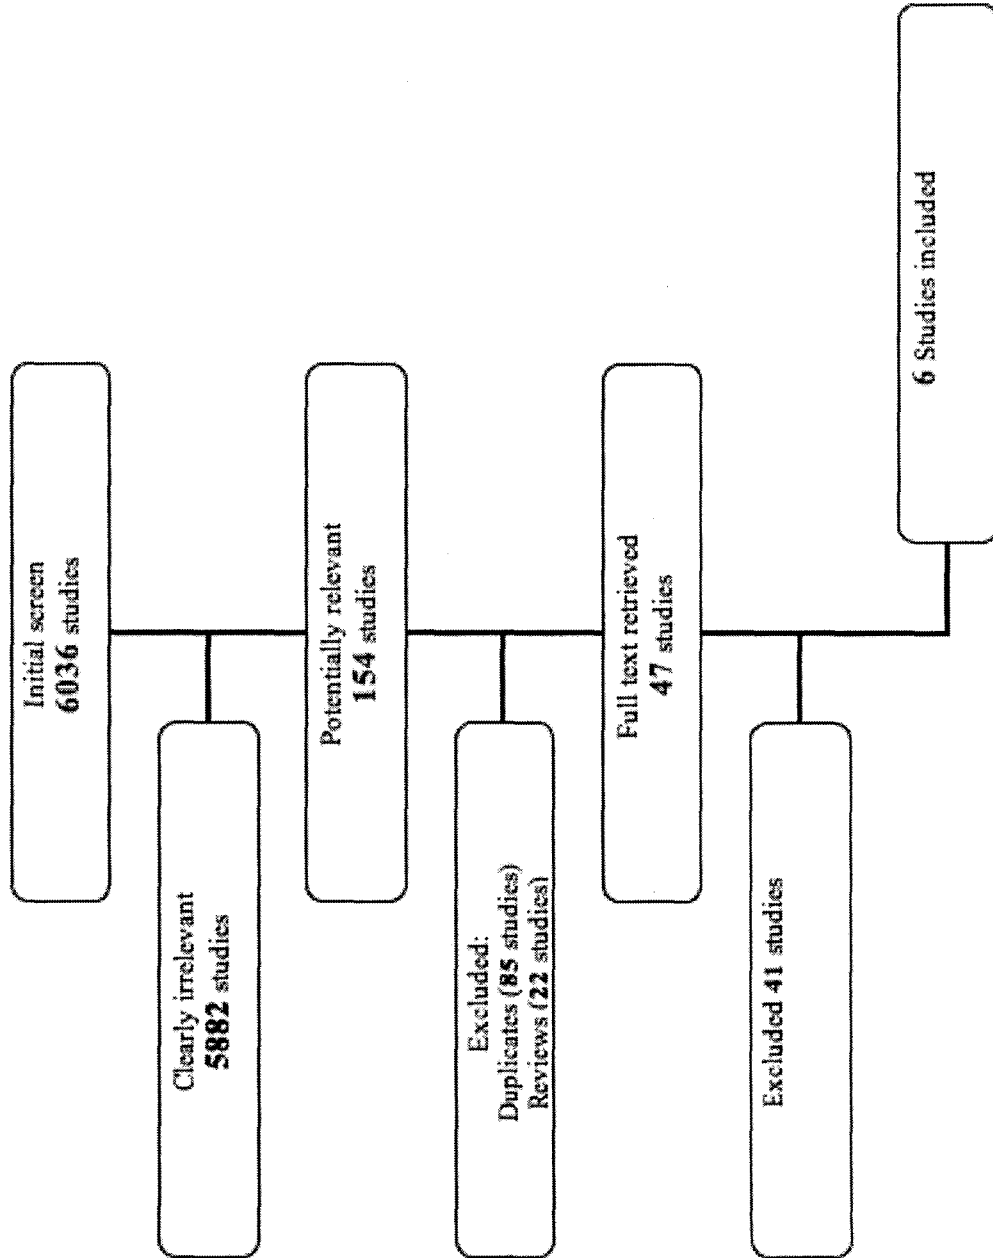 Initial screen
6036 studies
Clearly irrelevant
5882 studies
Potentially relevant
154 studies
Excluded:
Duplicates (85 studies)
Reviews (22 studies)
Full text retrieved
47 studies
Excluded 41 studies
6 Studies included